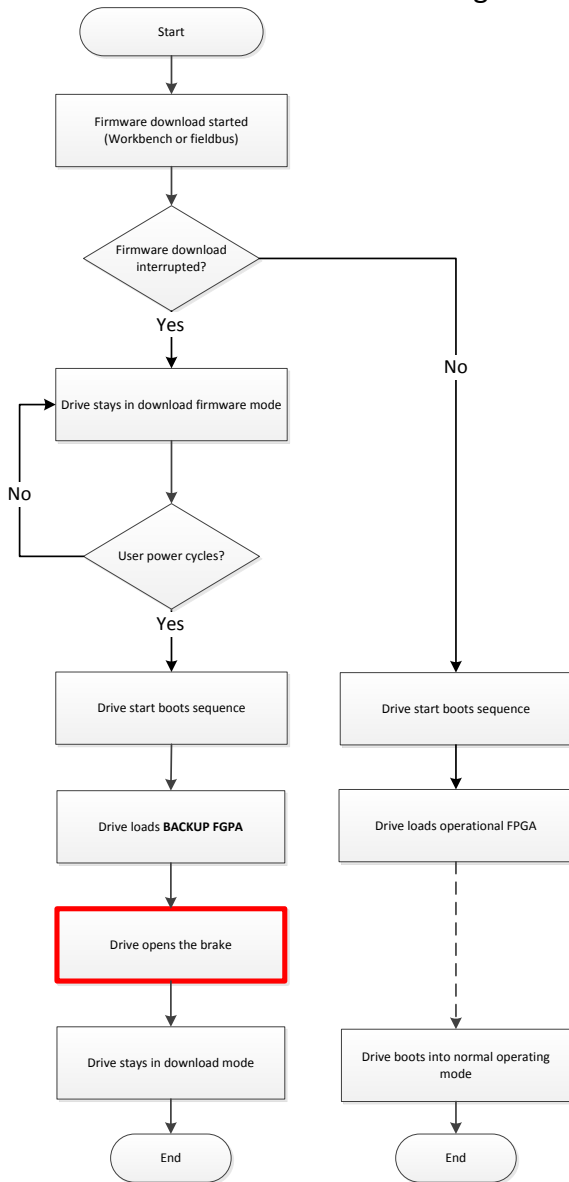 Start
Firmware download started
(Workbench or fieldbus)
Firmware download
interrupted?
Yes
No
Drive stays in download firmware mode
No
User power cycles?
Yes
Drive start boots sequence
Drive start boots sequence
Drive loads BACKUP FGPA
Drive loads operational FPGA
Drive opens the brake
Drive stays in download mode
Drive boots into normal operating
mode
End
End